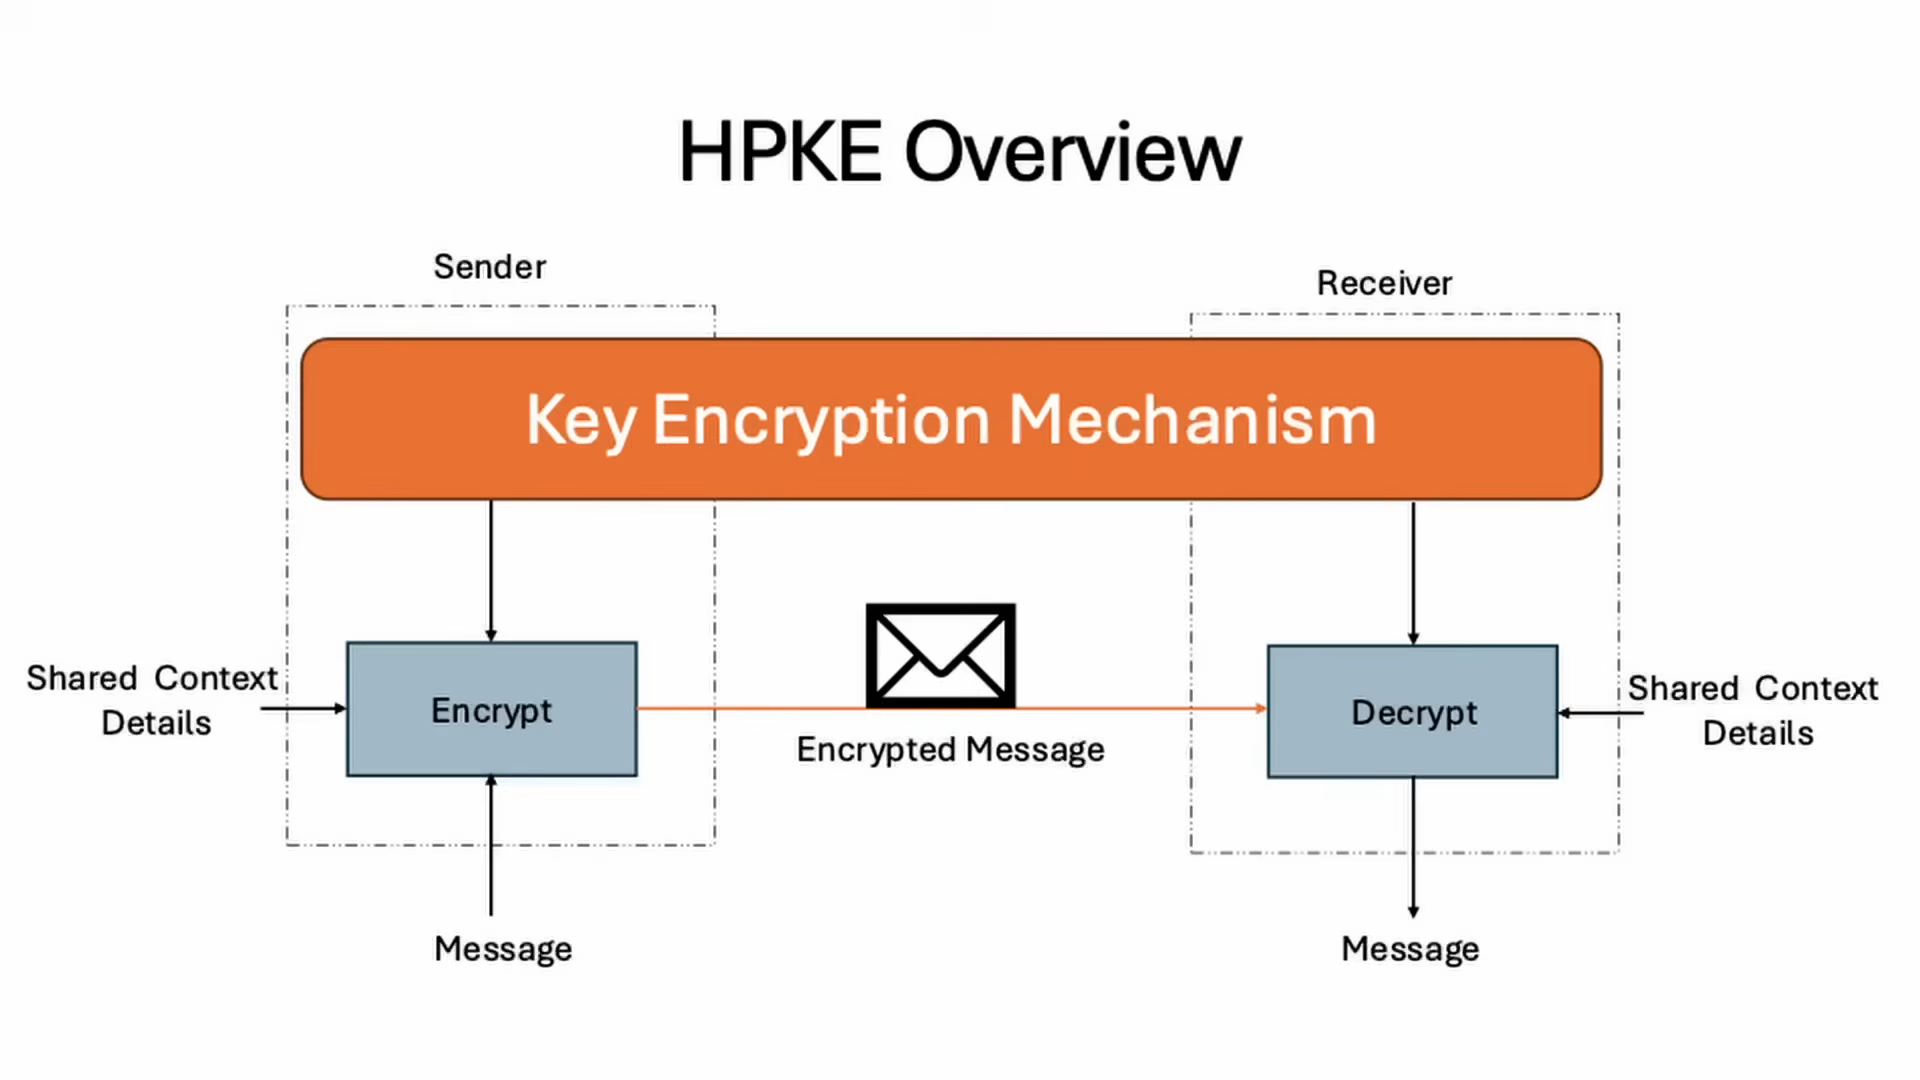 HPKE Overview
Sender
Receiver
Key Encryption Mechanism
Shared Context
Details
Encrypt
Encrypted Message
Decrypt
Shared Context
Details
Message
Message